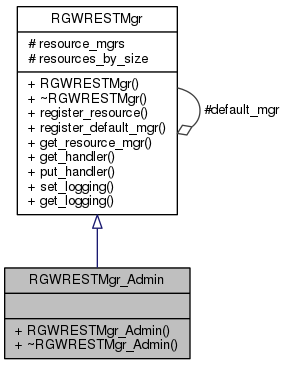 RGWRESTMgr
# resource_mgrs
# resources_by_size
+ RGWRESTMgr()
+ ~RGWRESTMgr()
+ register_resource()
+ register_default_mgr()
+ get_resource_mgr()
+ get_handler()
+ put_handler()
+ set_logging()
+ get_logging()
#default_mgr
RGWRESTMgr_Admin
+ RGWRESTMgr_Admin()
+ ~RGWRESTMgr_Admin()